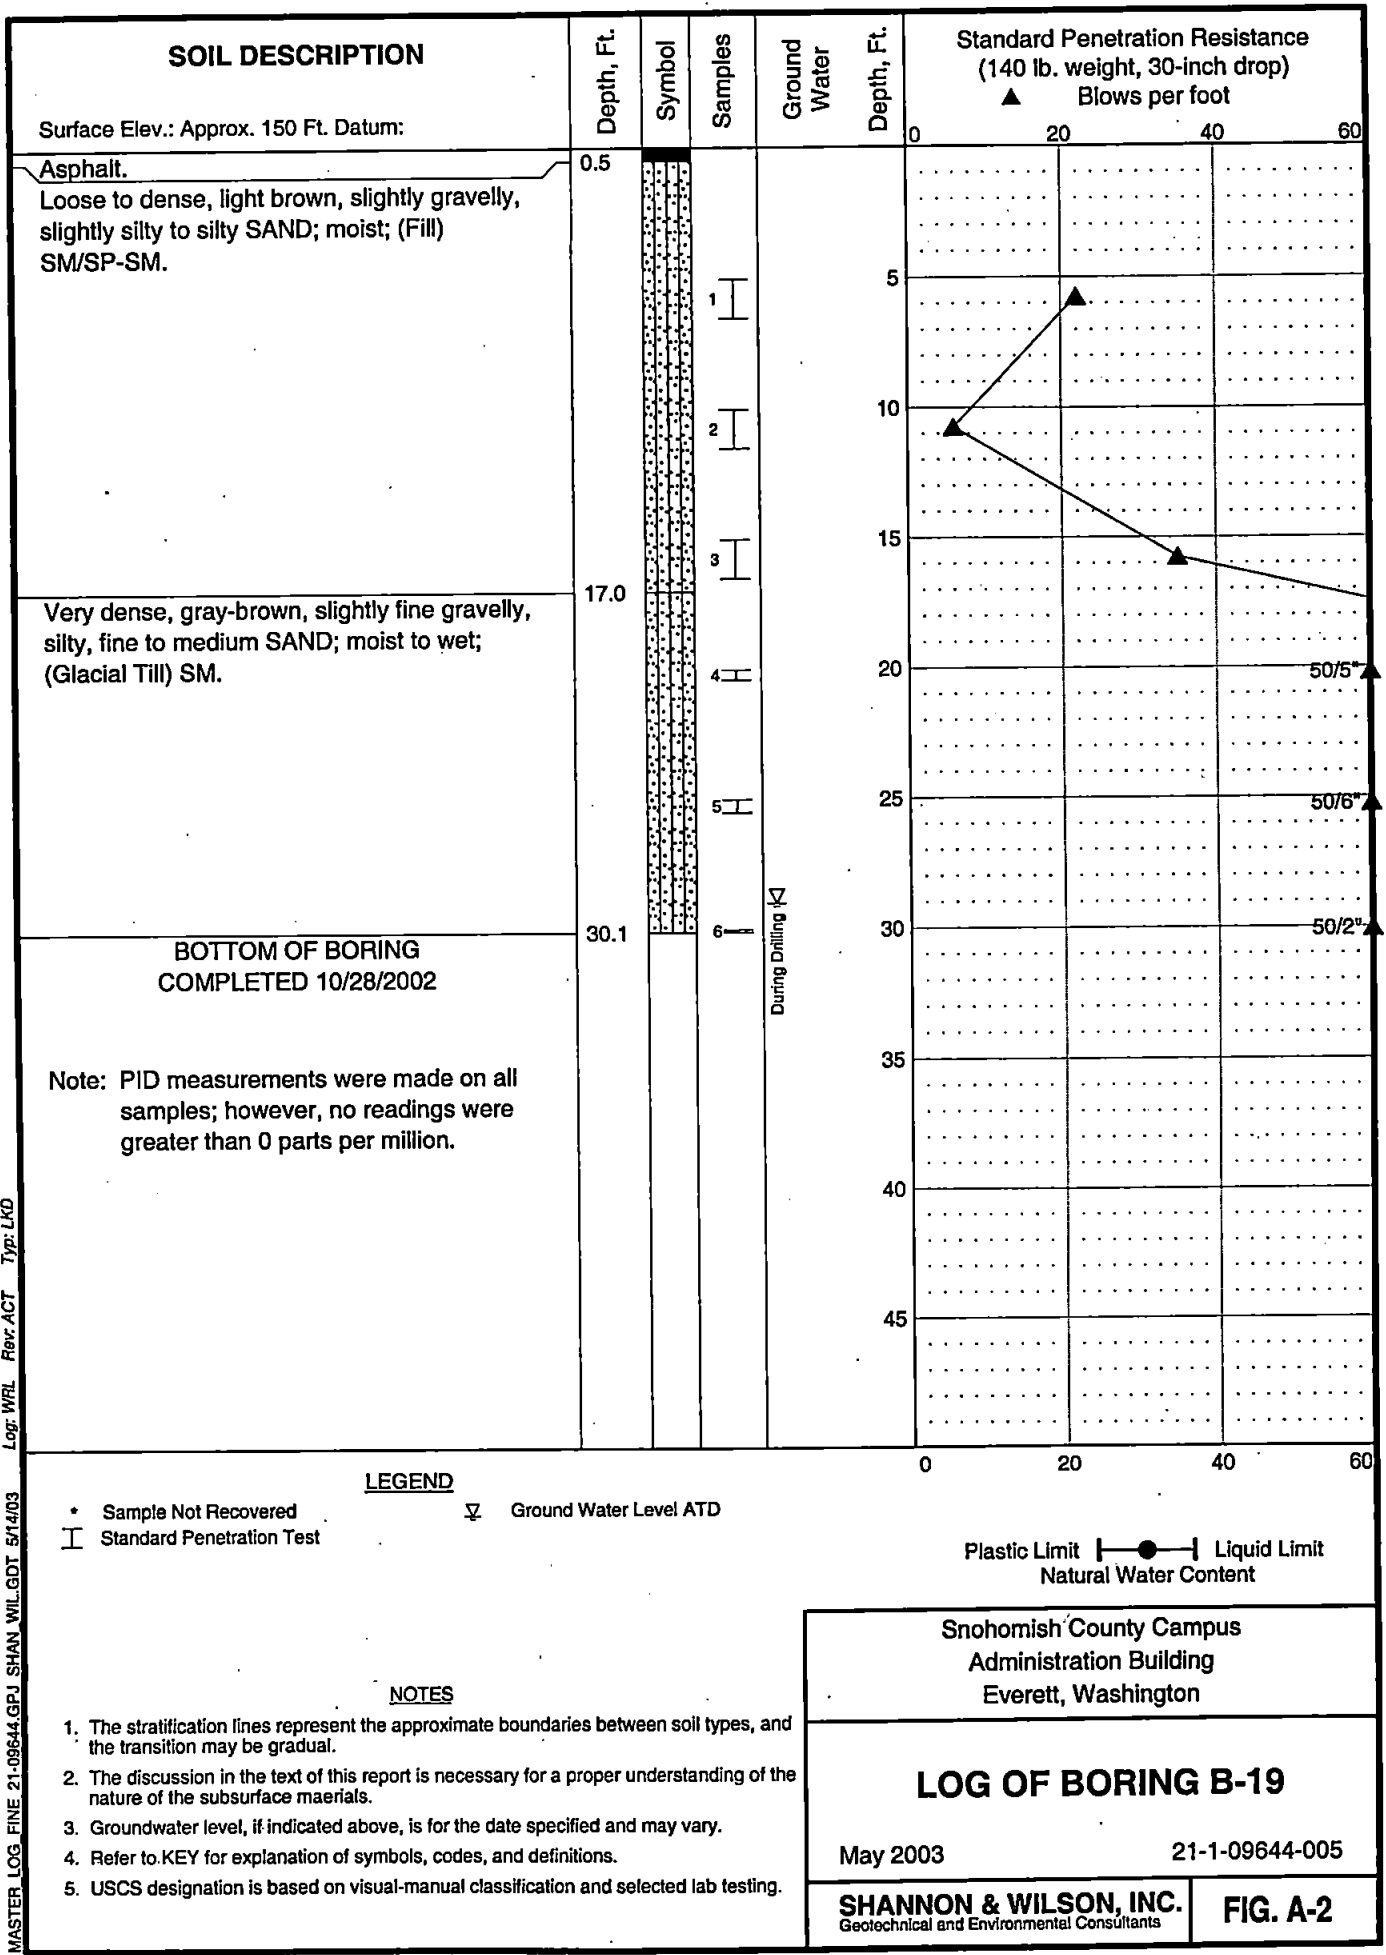 SOIL DESCRIPTION
Surface Elev.: Approx. 150 Ft. Datum:
Depth, Ft.
Symbol
Samples
Ground
Water
Depth, Ft.
Standard Penetration Resistance
(140 lb. weight, 30-inch drop)
▲ Blows per foot
0 20 40 60
Asphalt.
0.5
Loose to dense, light brown, slightly gravelly,
slightly silty to silty SAND; moist; (Fill)
SM/SP-SM.
1
5
2
10
3
15
17.0
Very dense, gray-brown, slightly fine gravelly,
silty, fine to medium SAND; moist to wet;
(Glacial Till) SM.
4
20
50/5"
5
25
50/6"
During Drilling
30.1
6
30
50/2"
BOTTOM OF BORING
COMPLETED 10/28/2002
35
Note: PID measurements were made on all
samples; however, no readings were
greater than 0 parts per million.
40
45
0 20 40 60
LEGEND
* Sample Not Recovered
Standard Penetration Test
Ground Water Level ATD
Plastic Limit
Liquid Limit
Natural Water Content
NOTES
1. The stratification lines represent the approximate boundaries between soil types, and
the transition may be gradual.
2. The discussion in the text of this report is necessary for a proper understanding of the
nature of the subsurface maerials.
3. Groundwater level, if indicated above, is for the date specified and may vary.
4. Refer to KEY for explanation of symbols, codes, and definitions.
5. USCS designation is based on visual-manual classification and selected lab testing.
Snohomish County Campus
Administration Building
Everett, Washington
LOG OF BORING B-19
May 2003
21-1-09644-005
SHANNON & WILSON, INC.
Geotechnical and Environmental Consultants
FIG. A-2
MASTER_LOG_FINE 21-09644.GPJ SHAN_WIL.GDT 5/14/03 Log: WRL Rev: ACT Typ: LKD